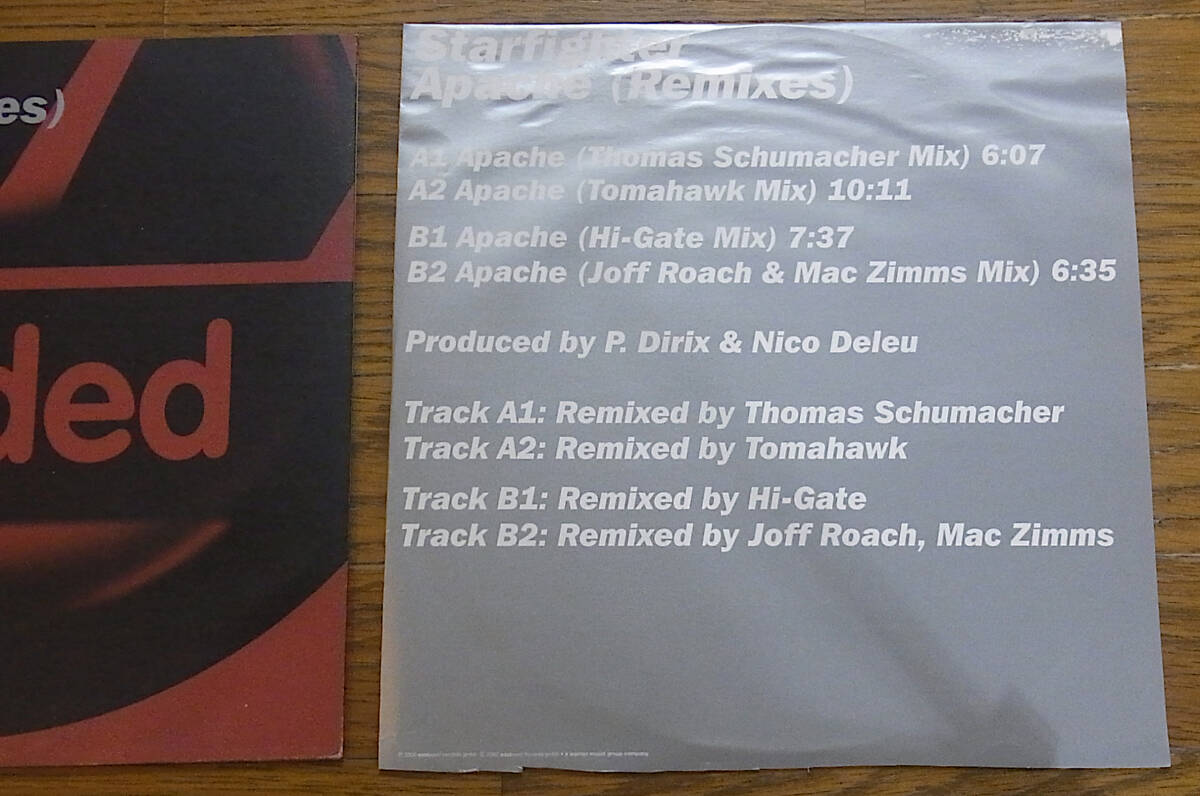 es)
ded
Starfighter
Apache (Remixes)
A1 Apache (Thomas Schumacher Mix) 6:07
A2 Apache (Tomahawk Mix) 10:11
B1 Apache (Hi-Gate Mix) 7:37
B2 Apache (Joff Roach & Mac Zimms Mix) 6:35
Produced by P. Dirix & Nico Deleu
Track A1: Remixed by Thomas Schumacher
Track A2: Remixed by Tomahawk
Track B1: Remixed by Hi-Gate
Track B2: Remixed by Joff Roach, Mac Zimms